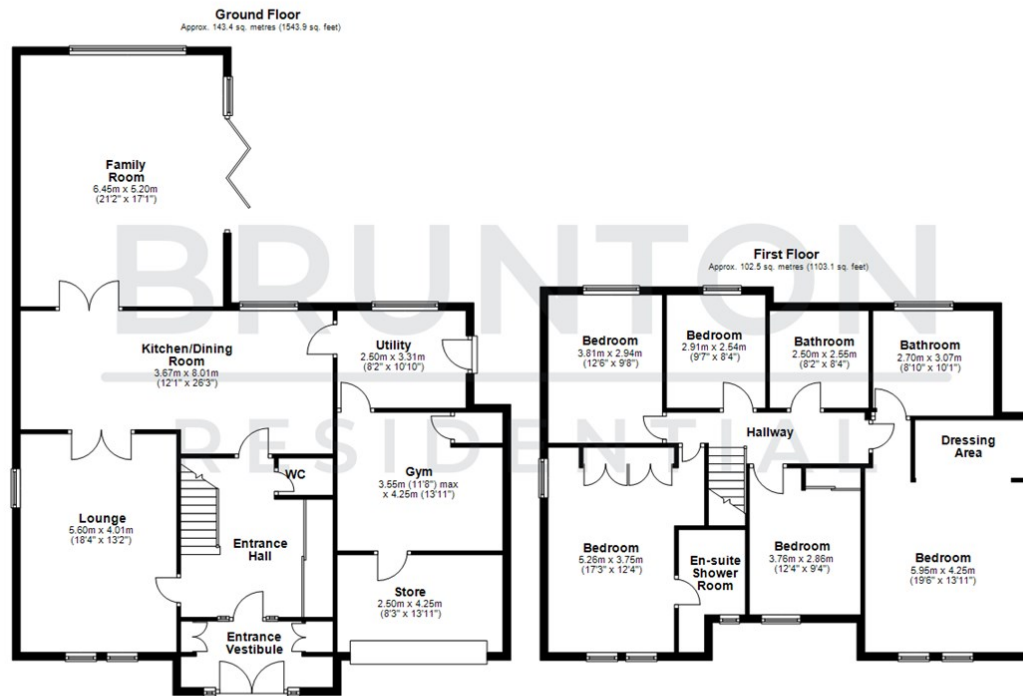 Ground Floor
Approx. 143.4 sq. metres (1543.9 sq. feet)
Family
Room
6.45m x 5.20m
(21'2" x 17'1")
Kitchen/Dining
Room
3.67m x 8.01m
(12'1" x 26'3")
Utility
2.50m x 3.31m
(8'2" x 10'10")
WC
Gym
3.55m (11'8") max
x 4.25m (13'11")
Lounge
5.60m x 4.01m
(18'4" x 13'2")
Entrance
Hall
Store
2.50m x 4.25m
(8'3" x 13'11")
Entrance
Vestibule
First Floor
Approx. 102.5 sq. metres (1103.1 sq. feet)
Bedroom
3.81m x 2.94m
(12'6" x 9'8")
Bedroom
2.91m x 2.54m
(9'7" x 8'4")
Bathroom
2.50m x 2.55m
(8'2" x 8'4")
Bathroom
2.70m x 3.07m
(8'10" x 10'1")
Hallway
Dressing
Area
Bedroom
5.26m x 3.75m
(17'3" x 12'4")
En-suite
Shower
Room
Bedroom
3.76m x 2.86m
(12'4" x 9'4")
Bedroom
5.95m x 4.25m
(19'6" x 13'11")
BRUNTON
RESIDENTIAL